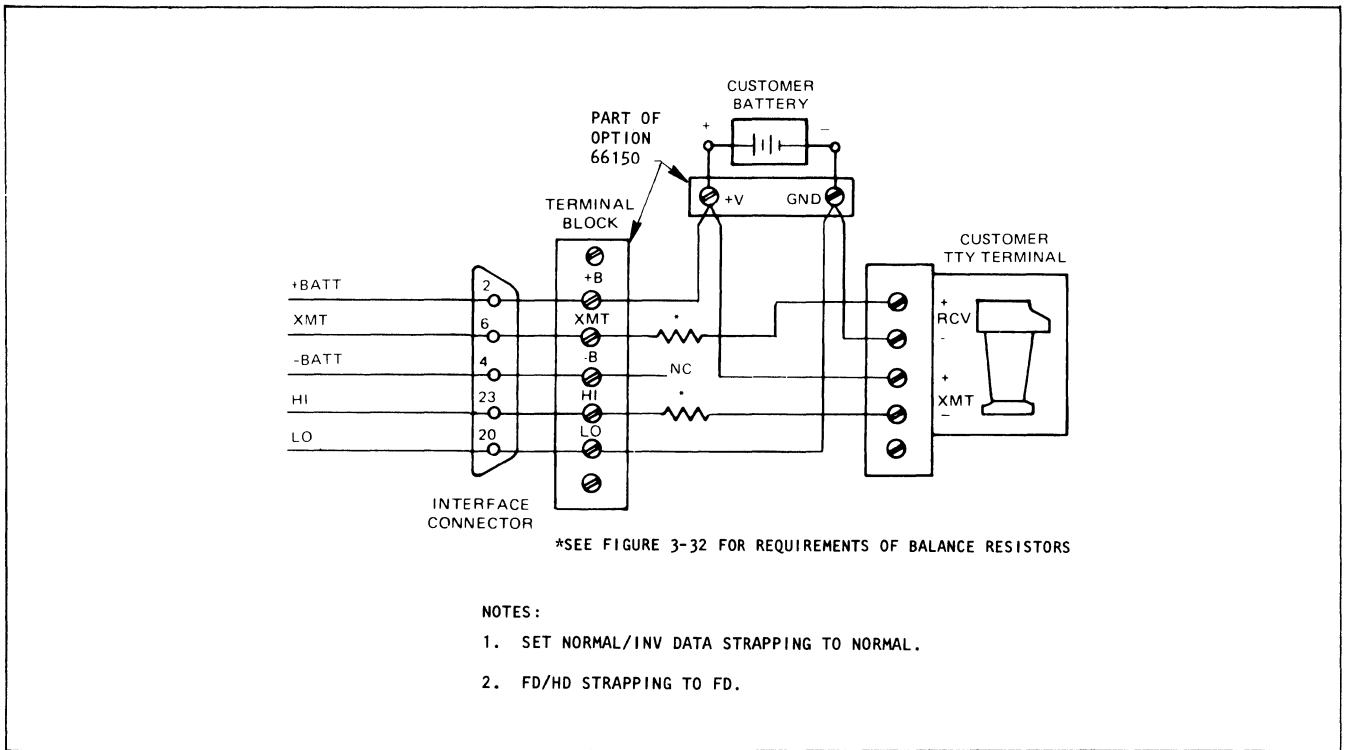 CUSTOMER
BATTERY
PART OF
OPTION
66150
+ −
+V GND
TERMINAL
BLOCK
CUSTOMER
TTY TERMINAL
+B
+BATT 2
XMT 6 XMT *
+
RCV
-
-BATT 4 -B NC
+
HI 23 HI *
XMT
−
LO 20 LO
INTERFACE
CONNECTOR
*SEE FIGURE 3-32 FOR REQUIREMENTS OF BALANCE RESISTORS
NOTES:
1. SET NORMAL/INV DATA STRAPPING TO NORMAL.
2. FD/HD STRAPPING TO FD.